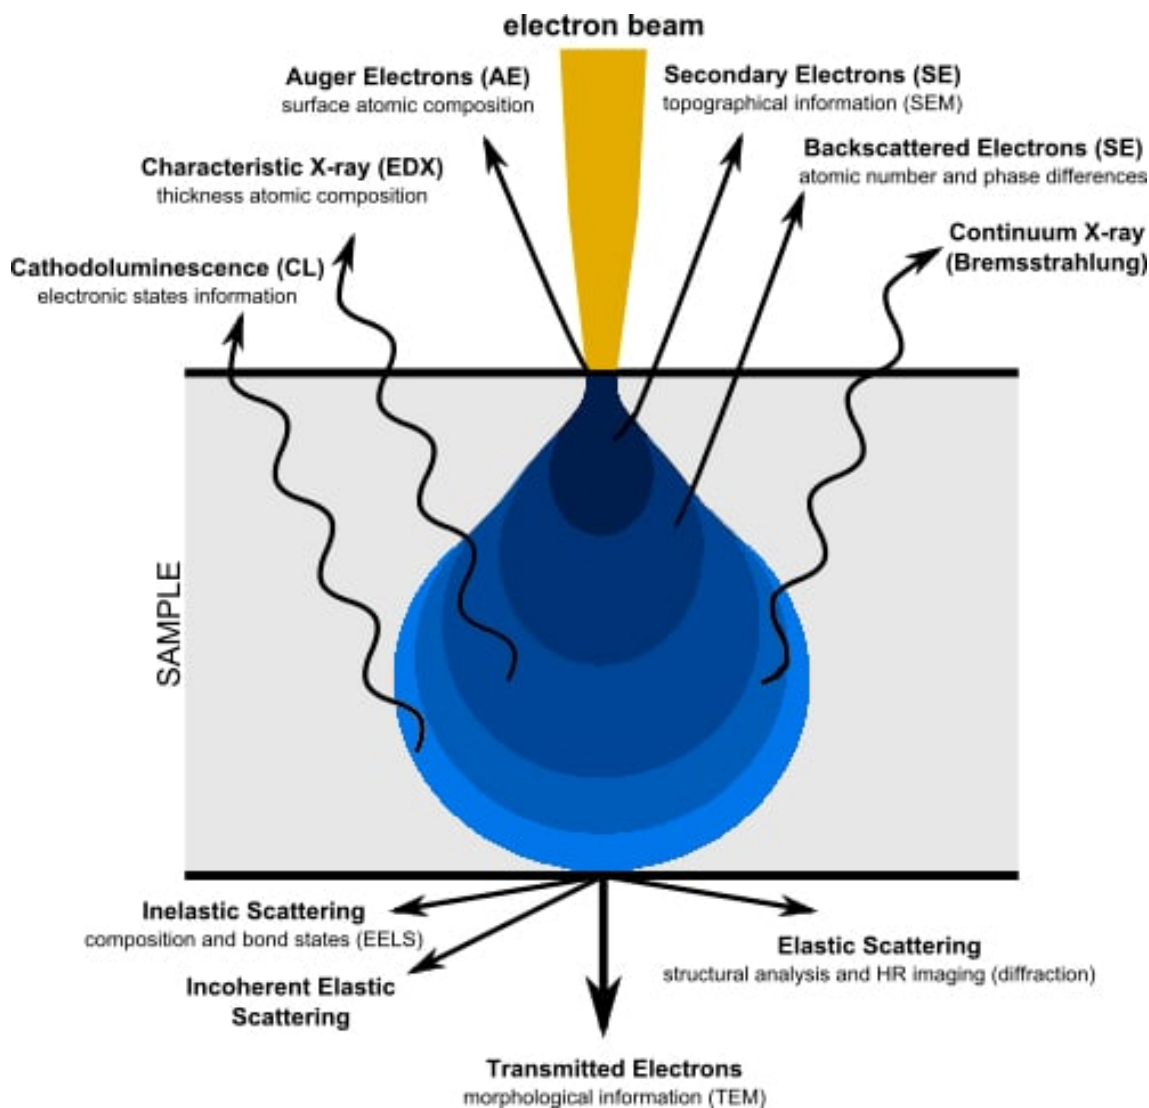 electron beam
Auger Electrons (AE)
surface atomic composition
Secondary Electrons (SE)
topographical information (SEM)
Characteristic X-ray (EDX)
thickness atomic composition
Backscattered Electrons (SE)
atomic number and phase differences
Cathodoluminescence (CL)
electronic states information
Continuum X-ray
(Bremsstrahlung)
SAMPLE
Inelastic Scattering
composition and bond states (EELS)
Incoherent Elastic
Scattering
Elastic Scattering
structural analysis and HR imaging (diffraction)
Transmitted Electrons
morphological information (TEM)